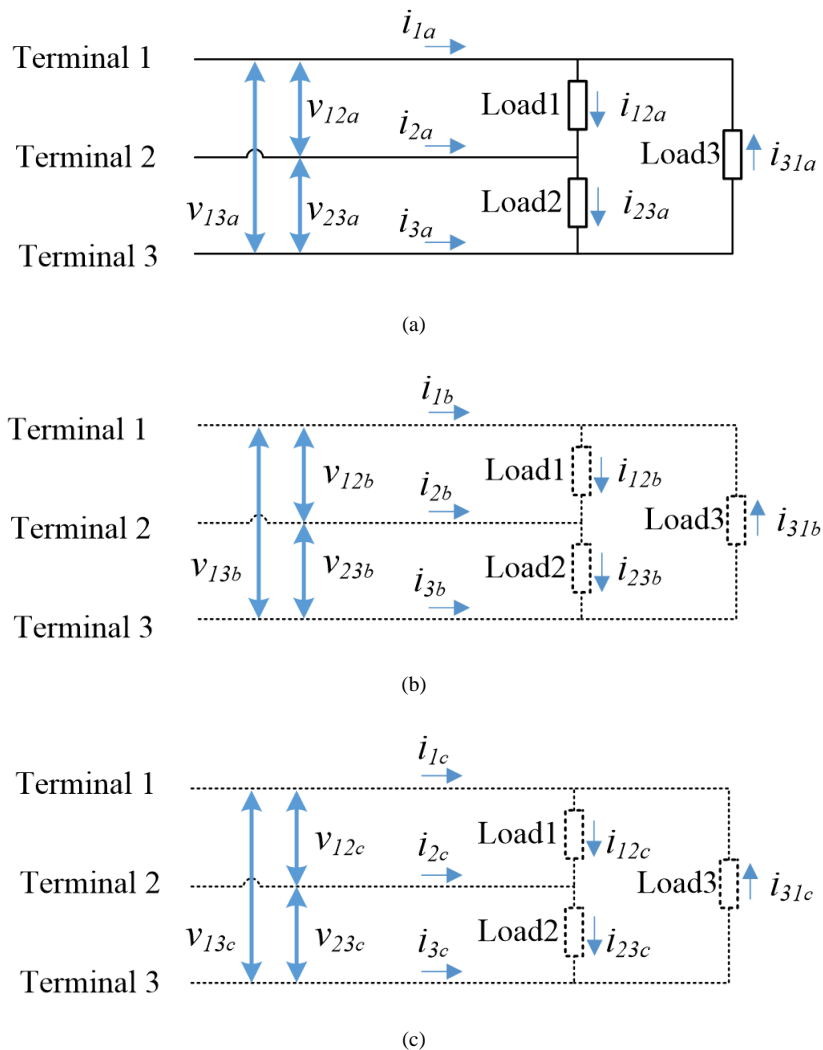 i1a
Terminal 1
v12a
Load1
i12a
i2a
Terminal 2
Load3
i31a
v13a
v23a
Load2
i23a
i3a
Terminal 3
(a)
i1b
Terminal 1
v12b
Load1
i12b
i2b
Terminal 2
Load3
i31b
v13b
v23b
Load2
i23b
i3b
Terminal 3
(b)
i1c
Terminal 1
v12c
Load1
i12c
i2c
Terminal 2
Load3
i31c
v13c
v23c
Load2
i23c
i3c
Terminal 3
(c)